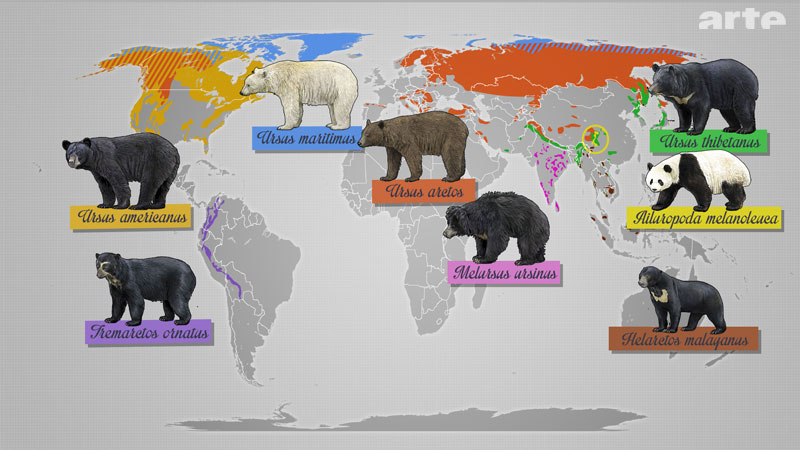 arte
Ursus maritimus
Ursus thibetanus
Ursus arctos
Ursus americanus
Ailuropoda melanoleuca
Melursus ursinus
Tremarctos ornatus
Helarctos malayanus